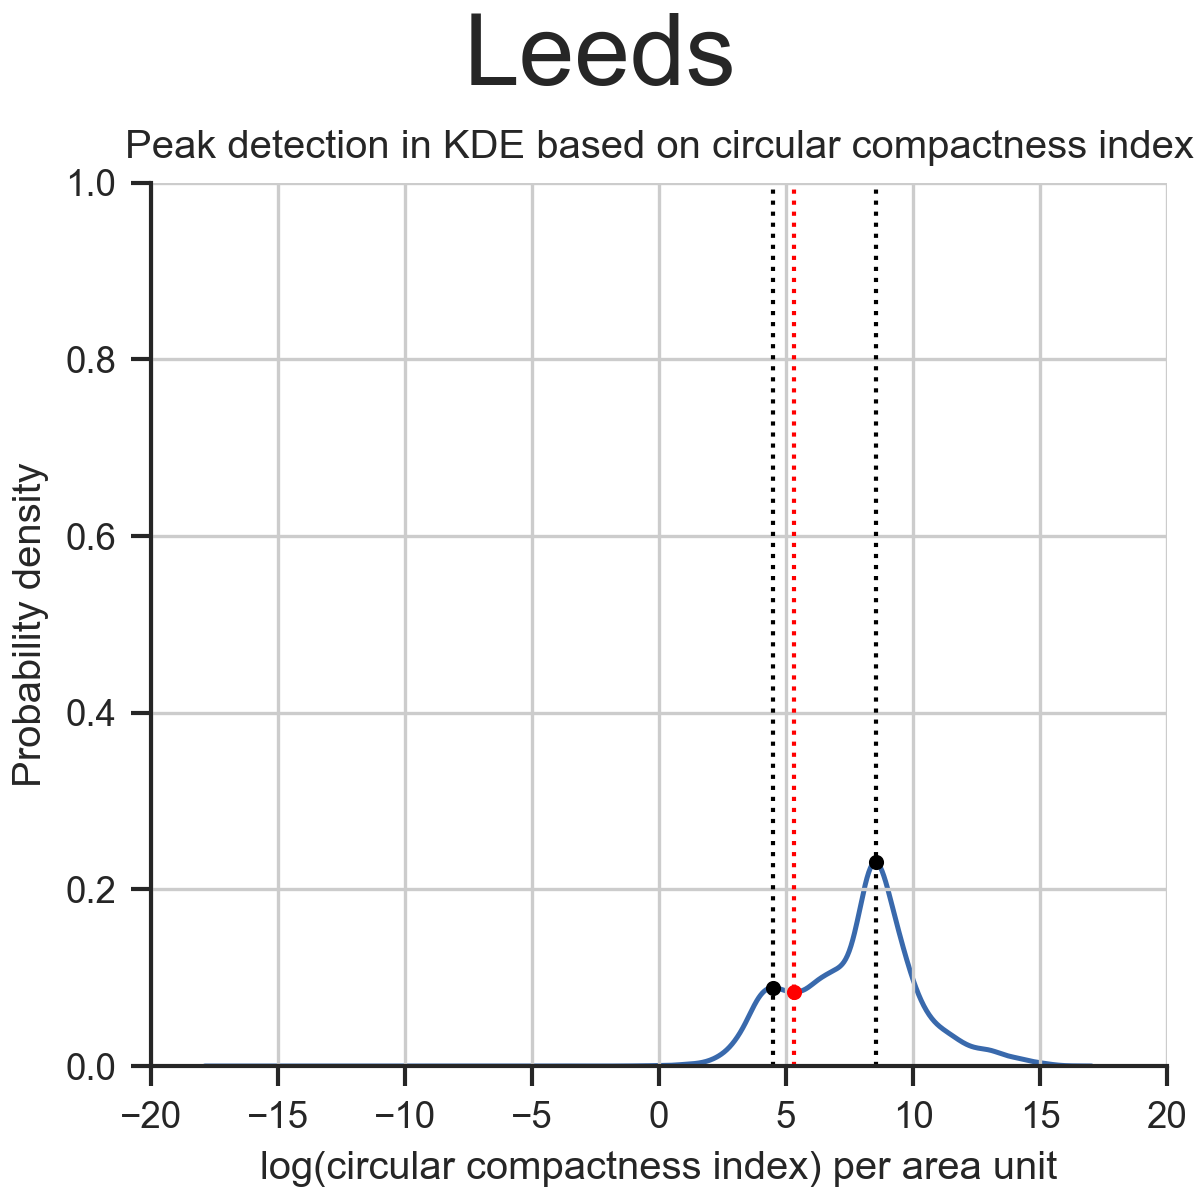 Leeds
Peak detection in KDE based on circular compactness index
1.0
0.8
0.6
0.4
0.2
0.0
Probability density
−20 −15 −10 −5 0 5 10 15 20
log(circular compactness index) per area unit